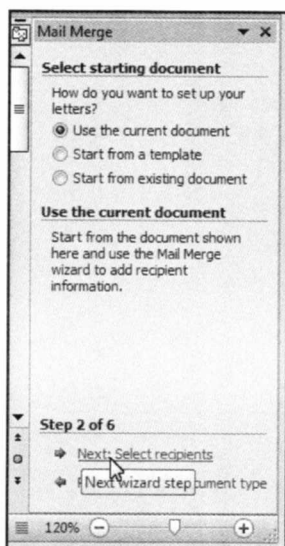 Mail Merge
Select starting document
How do you want to set up your
letters?
Use the current document
Start from a template
Start from existing document
Use the current document
Start from the document shown
here and use the Mail Merge
wizard to add recipient
information.
Step 2 of 6
Next: Select recipients
Next wizard step
cument type
120%